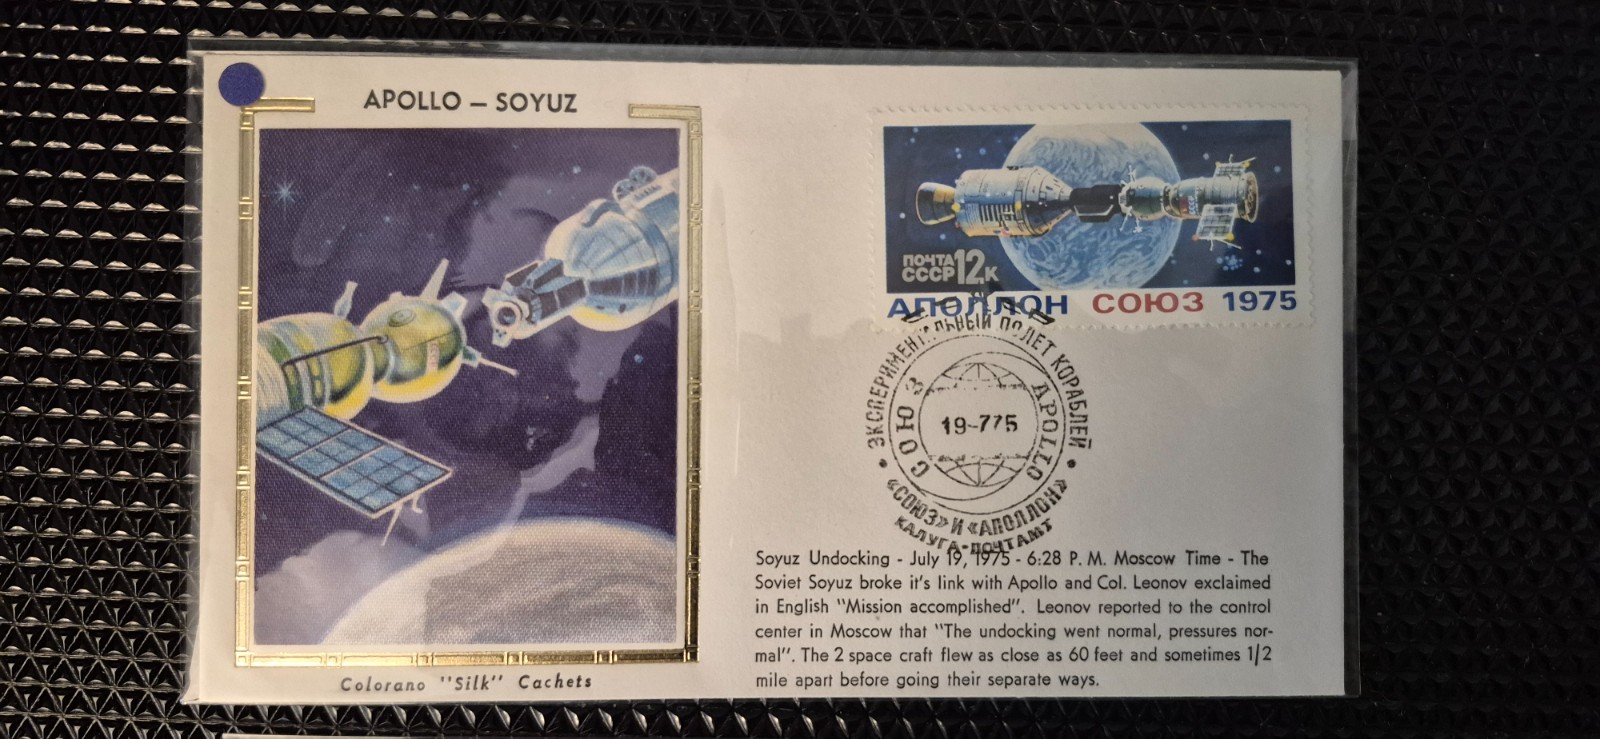 APOLLO – SOYUZ
Colorano "Silk" Cachets
ПОЧТА
СССР 12К
АПОЛЛОН СОЮЗ 1975
ПОЛЕТ КОРАБЛЕЙ
СОЮЗ APOLLO
19-775
«СОЮЗ» И «АПОЛЛОН»
КАЛУГА-ПОЧТАМТ
Soyuz Undocking - July 19, 1975 - 6:28 P. M. Moscow Time - The
Soviet Soyuz broke it's link with Apollo and Col. Leonov exclaimed
in English "Mission accomplished". Leonov reported to the control
center in Moscow that "The undocking went normal, pressures nor-
mal". The 2 space craft flew as close as 60 feet and sometimes 1/2
mile apart before going their separate ways.